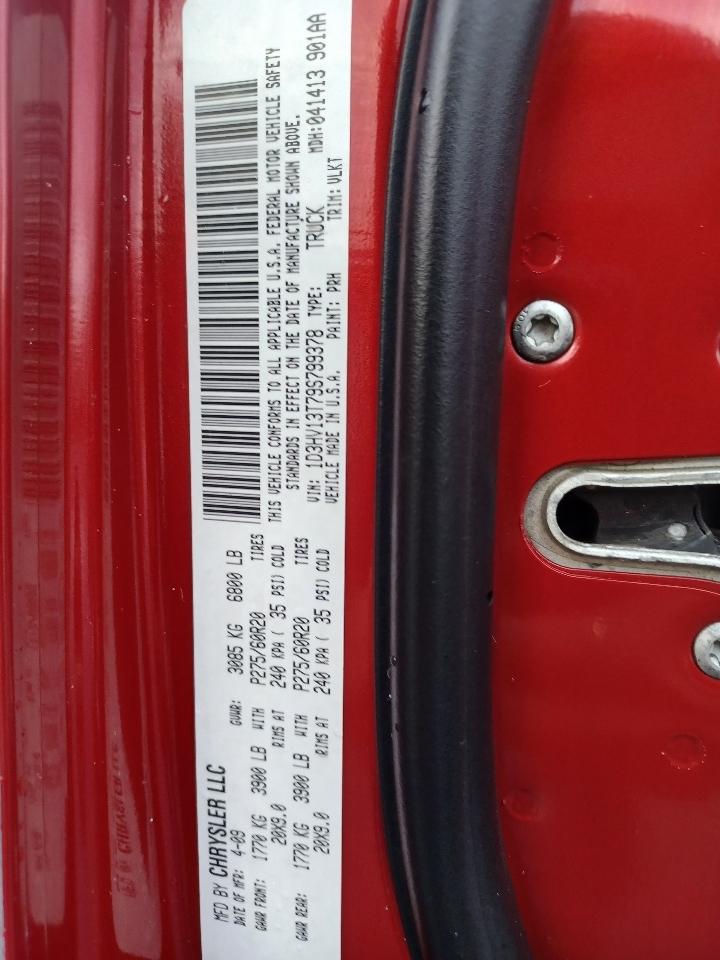 MFD BY CHRYSLER LLC
DATE OF MFR: 4-09 GVWR: 3085 KG 6800 LB
GAWR FRONT: 1770 KG 3900 LB WITH P275/60R20 TIRES
20X9.0 RIMS AT 240 KPA ( 35 PSI) COLD
GAWR REAR: 1770 KG 3900 LB WITH P275/60R20 TIRES
20X9.0 RIMS AT 240 KPA ( 35 PSI) COLD
THIS VEHICLE CONFORMS TO ALL APPLICABLE U.S.A. FEDERAL MOTOR VEHICLE SAFETY
STANDARDS IN EFFECT ON THE DATE OF MANUFACTURE SHOWN ABOVE.
VIN: 1D3HV13T79S799378 TYPE: TRUCK MDH: 041413 901AA
VEHICLE MADE IN U.S.A. PAINT: PRH TRIM: VLKT